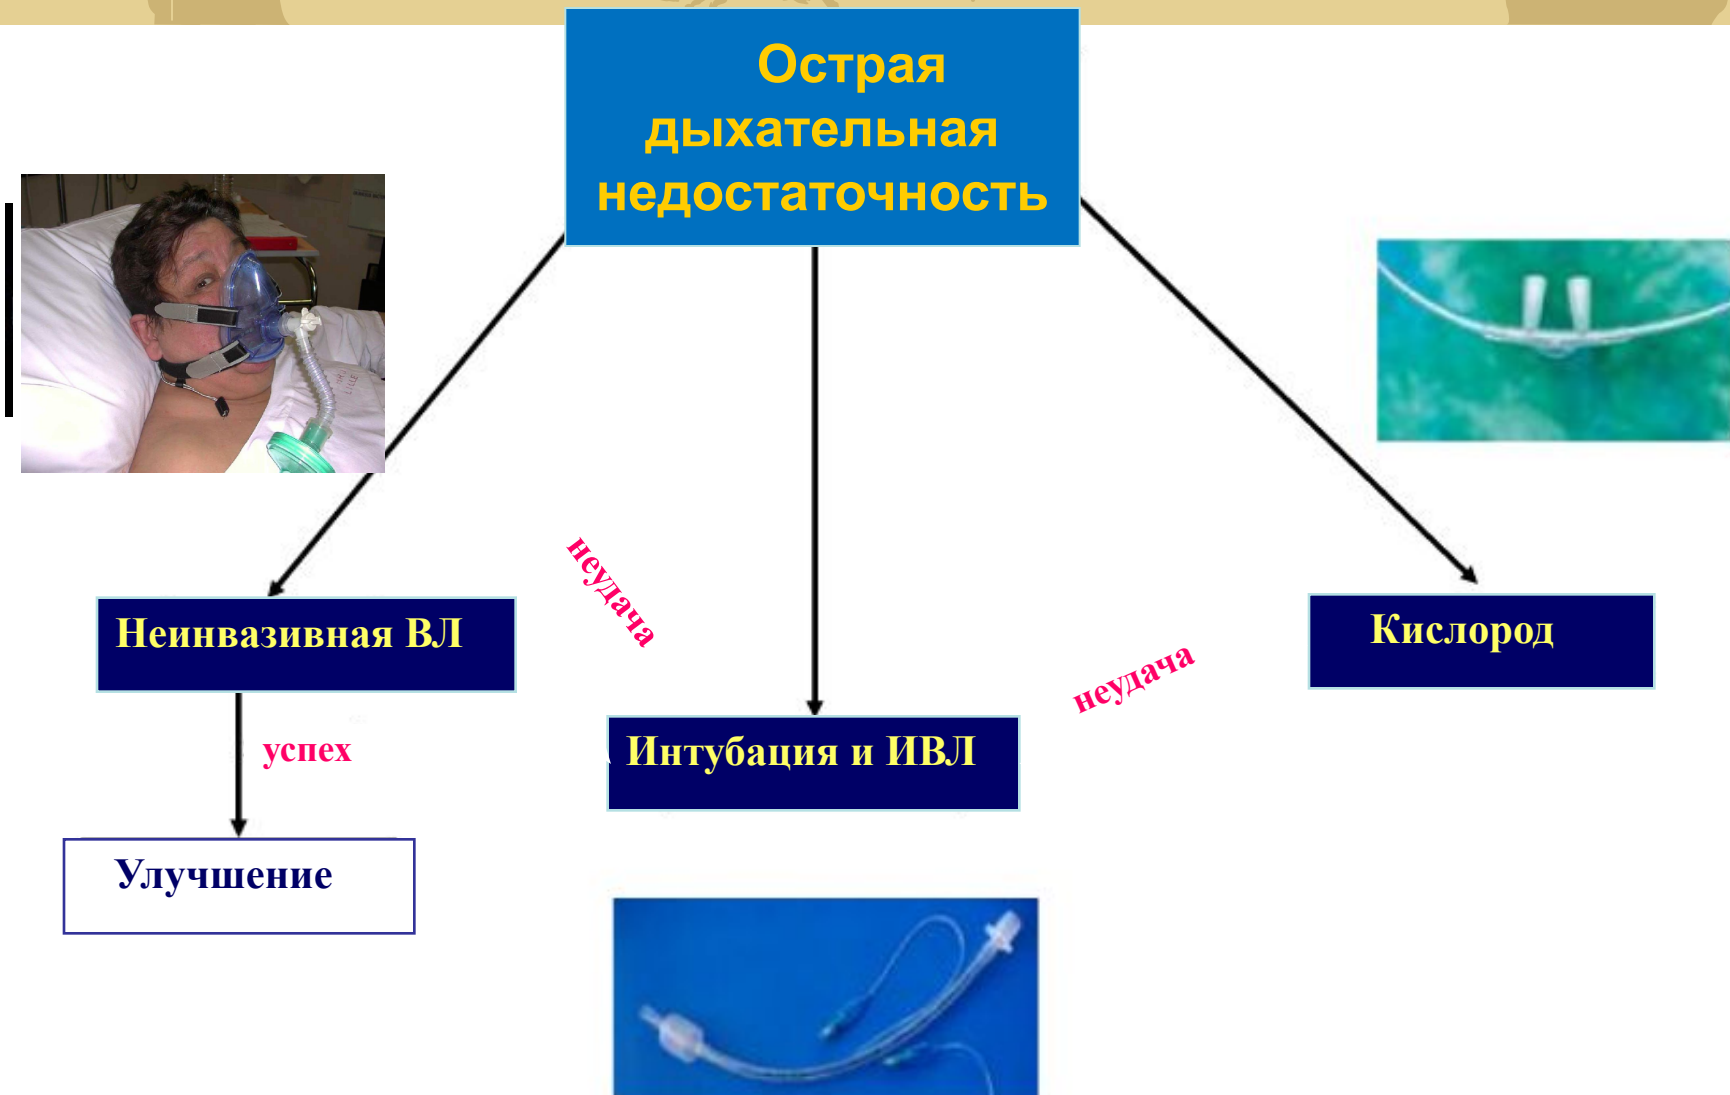 Острая
дыхательная
недостаточность
неудача
Неинвазивная ВЛ
Кислород
неудача
успех
Интубация и ИВЛ
Улучшение